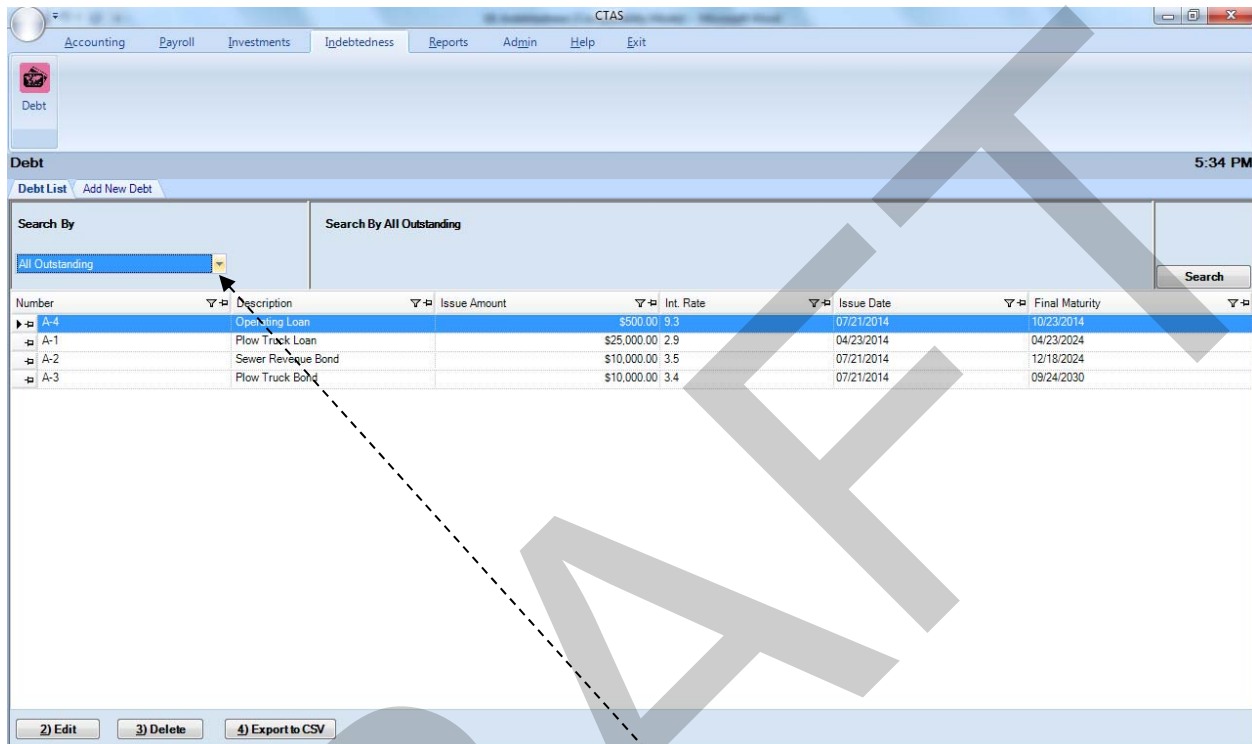 CTAS
Accounting Payroll Investments Indebtedness Reports Admin Help Exit
Debt
Debt 5:34 PM
Debt List Add New Debt
Search By Search By All Outstanding
All Outstanding
Search
Number Description Issue Amount Int. Rate Issue Date Final Maturity
A-4 Operating Loan $500.00 9.3 07/21/2014 10/23/2014
A-1 Plow Truck Loan $25,000.00 2.9 04/23/2014 04/23/2024
A-2 Sewer Revenue Bond $10,000.00 3.5 07/21/2014 12/18/2024
A-3 Plow Truck Bond $10,000.00 3.4 07/21/2014 09/24/2030
2) Edit 3) Delete 4) Export to CSV
DRAFT